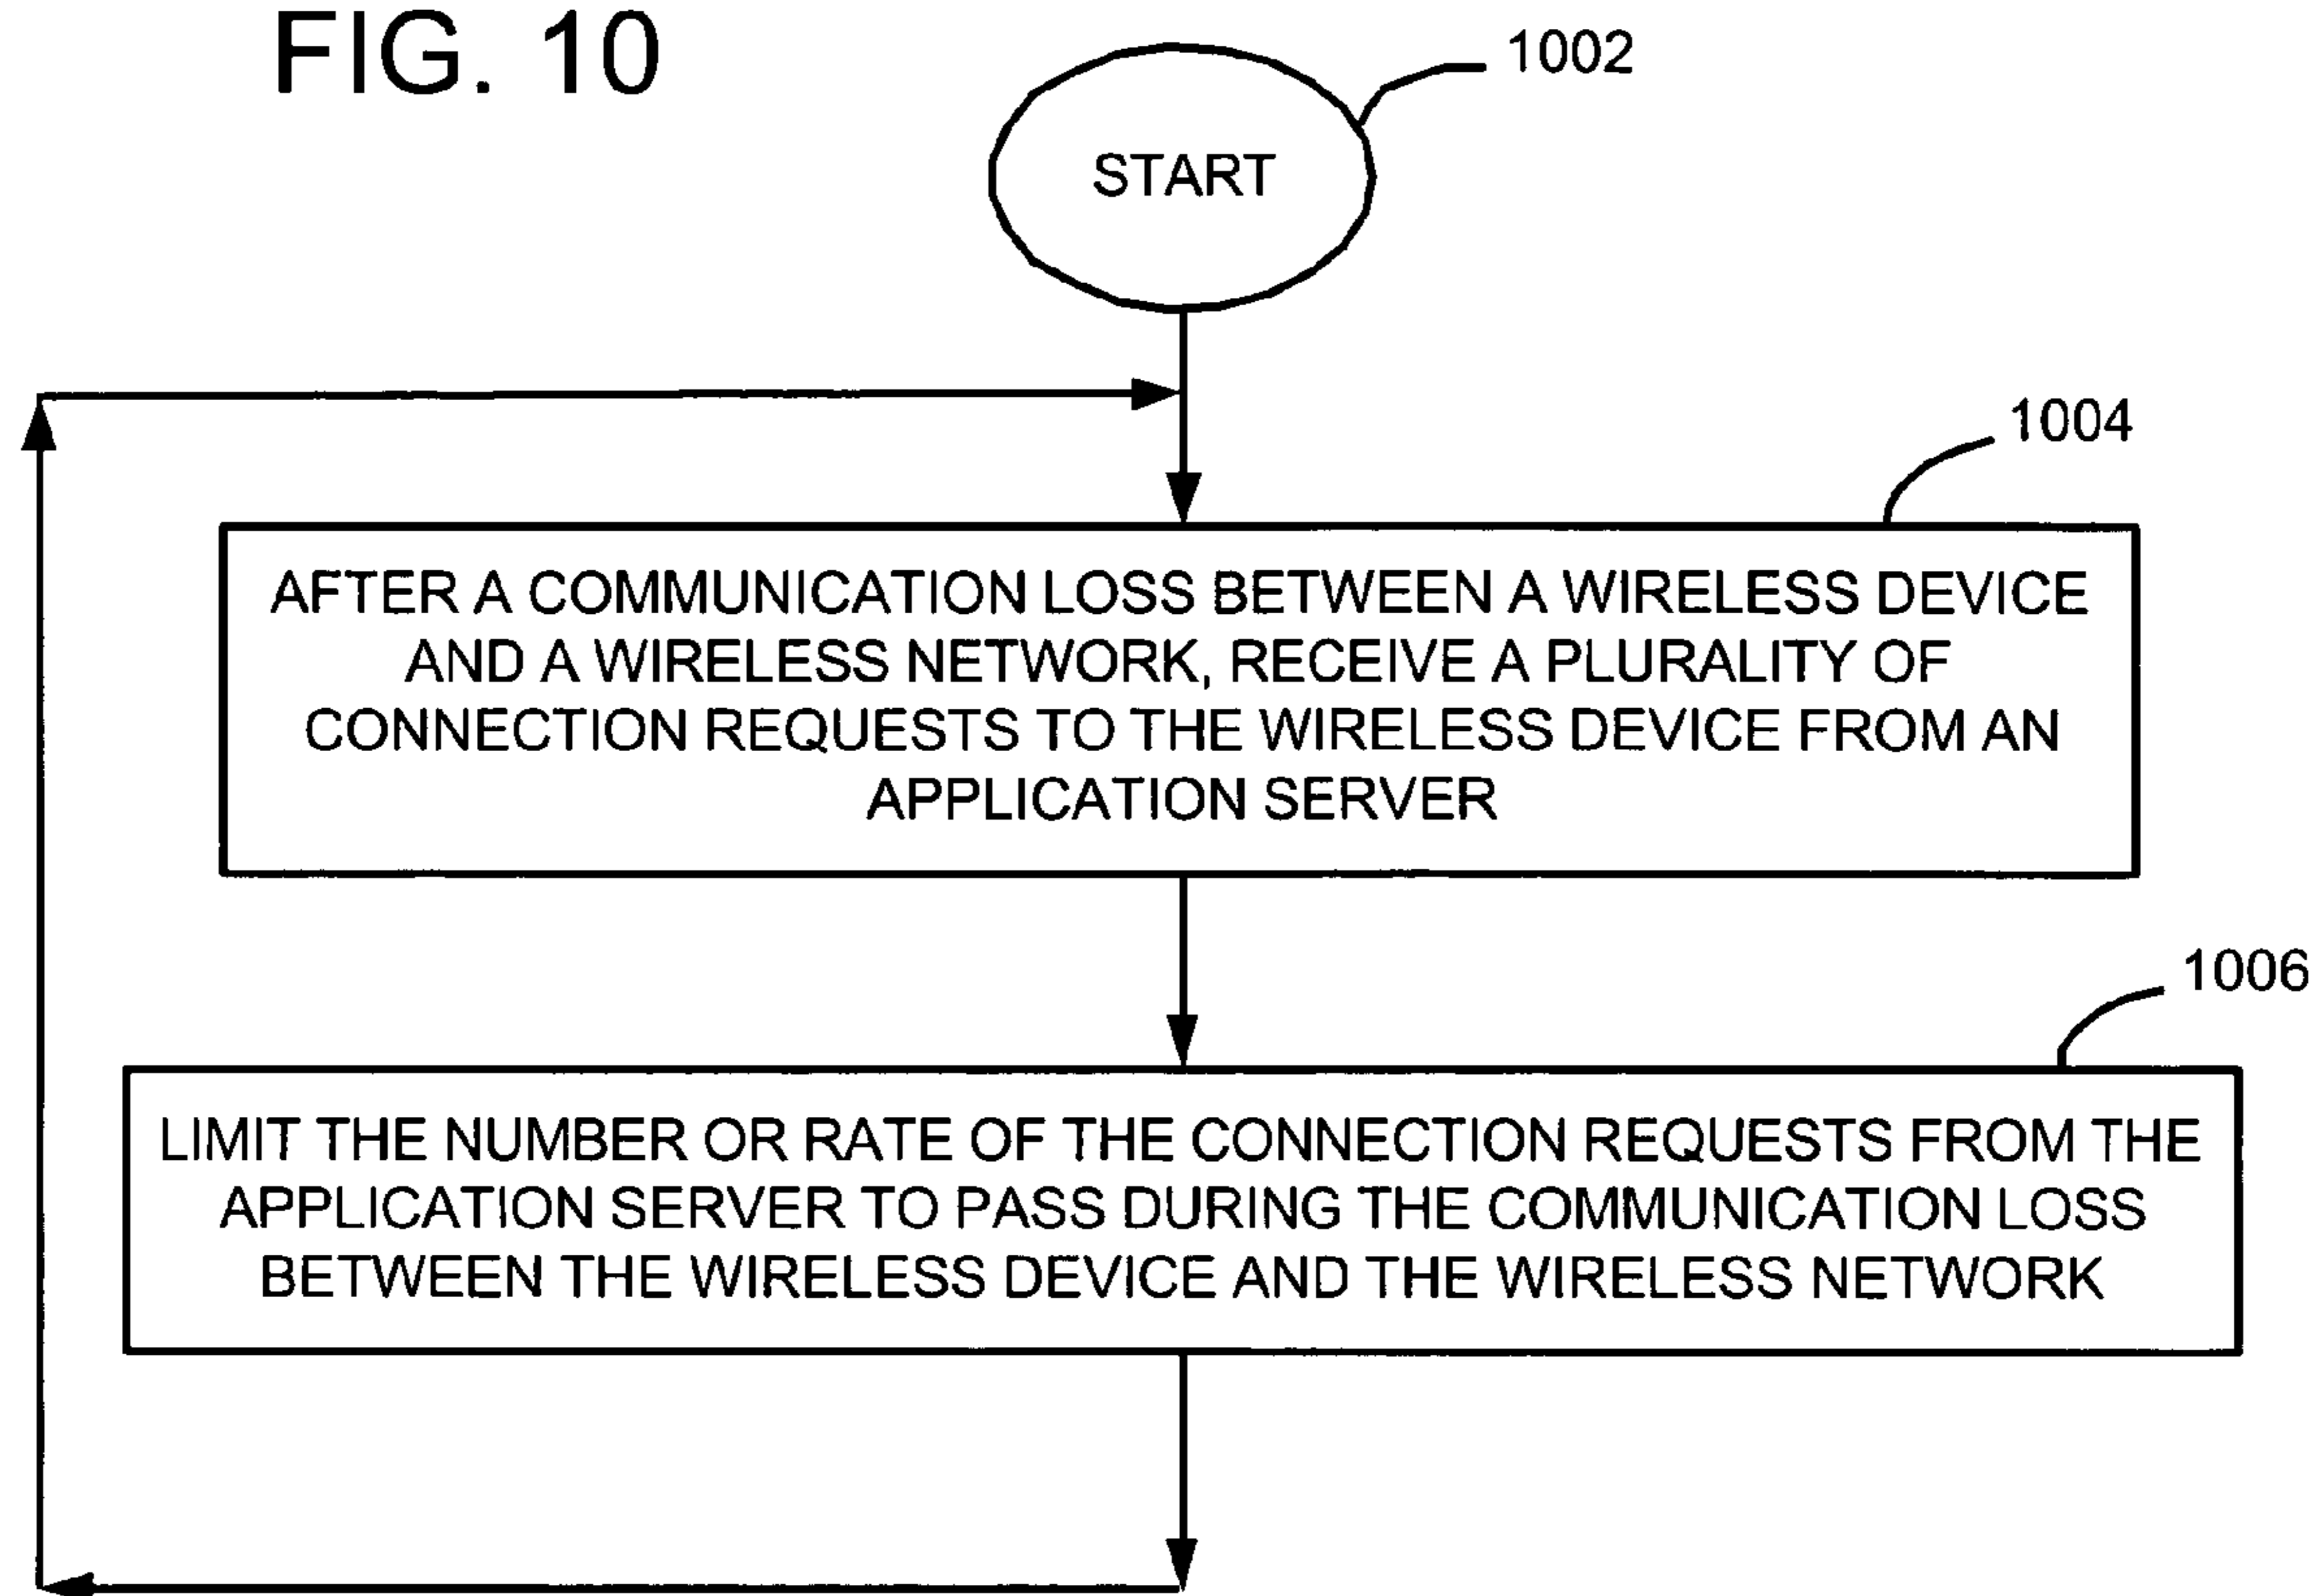 FIG. 10
1002
START
1004
AFTER A COMMUNICATION LOSS BETWEEN A WIRELESS DEVICE
AND A WIRELESS NETWORK, RECEIVE A PLURALITY OF
CONNECTION REQUESTS TO THE WIRELESS DEVICE FROM AN
APPLICATION SERVER
1006
LIMIT THE NUMBER OR RATE OF THE CONNECTION REQUESTS FROM THE
APPLICATION SERVER TO PASS DURING THE COMMUNICATION LOSS
BETWEEN THE WIRELESS DEVICE AND THE WIRELESS NETWORK